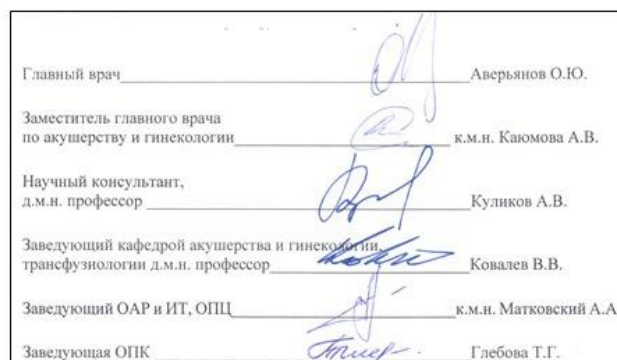 Главный врач Аверьянов О.Ю.
Заместитель главного врача
по акушерству и гинекологии к.м.н. Каюмова А.В.
Научный консультант,
д.м.н. профессор Куликов А.В.
Заведующий кафедрой акушерства и гинекологии,
трансфузиологии д.м.н. профессор Ковалев В.В.
Заведующий ОАР и ИТ, ОПЦ к.м.н. Матковский А.А
Заведующая ОПК Глебова Т.Г.